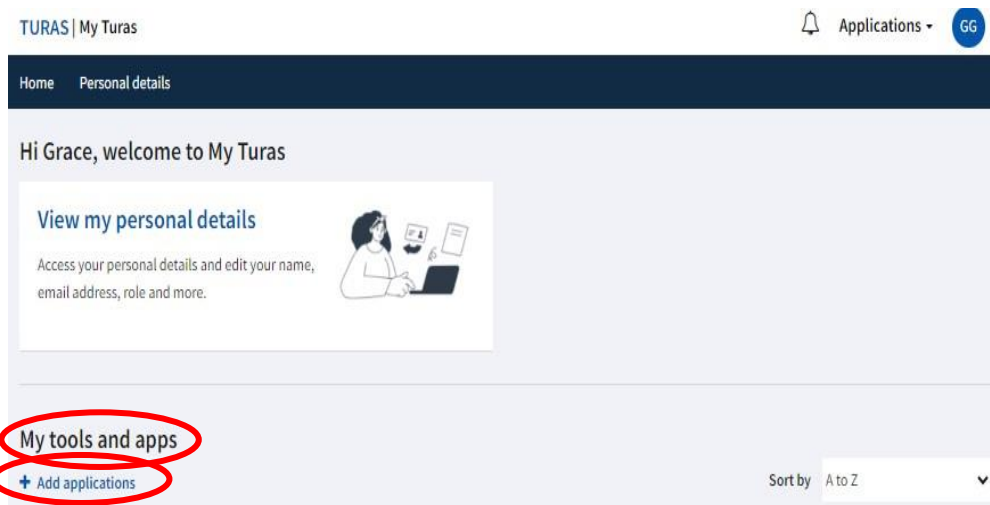 TURAS | My Turas
Applications
GG
Home Personal details
Hi Grace, welcome to My Turas
View my personal details
Access your personal details and edit your name,
email address, role and more.
My tools and apps
+ Add applications
Sort by A to Z